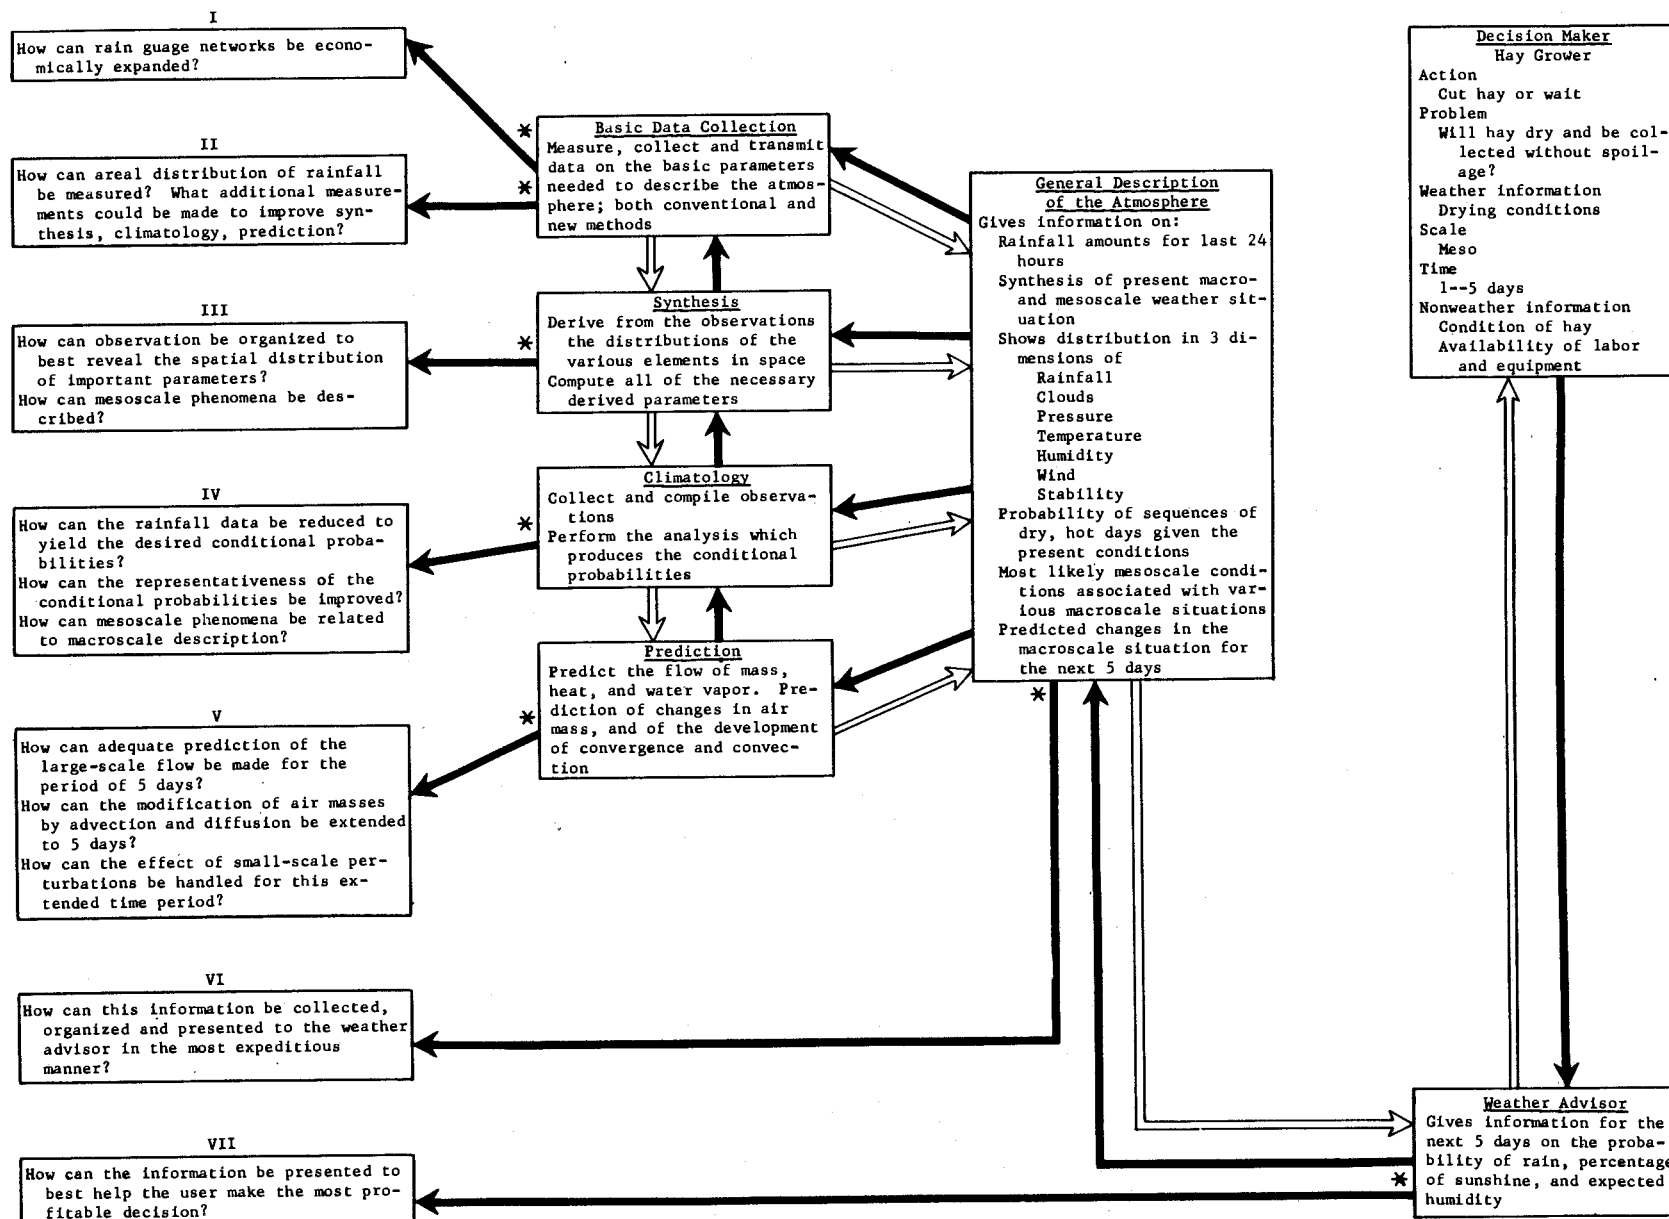 I
How can rain guage networks be econo-
mically expanded?
II
How can areal distribution of rainfall
be measured? What additional measure-
ments could be made to improve syn-
thesis, climatology, prediction?
III
How can observation be organized to
best reveal the spatial distribution
of important parameters?
How can mesoscale phenomena be des-
cribed?
IV
How can the rainfall data be reduced to
yield the desired conditional proba-
bilities?
How can the representativeness of the
conditional probabilities be improved?
How can mesoscale phenomena be related
to macroscale description?
V
How can adequate prediction of the
large-scale flow be made for the
period of 5 days?
How can the modification of air masses
by advection and diffusion be extended
to 5 days?
How can the effect of small-scale per-
turbations be handled for this ex-
tended time period?
VI
How can this information be collected,
organized and presented to the weather
advisor in the most expeditious
manner?
VII
How can the information be presented to
best help the user make the most pro-
fitable decision?
*
*
*
*
*
Basic Data Collection
Measure, collect and transmit
data on the basic parameters
needed to describe the atmos-
phere; both conventional and
new methods
Synthesis
Derive from the observations
the distributions of the
various elements in space
Compute all of the necessary
derived parameters
Climatology
Collect and compile observa-
tions
Perform the analysis which
produces the conditional
probabilities
Prediction
Predict the flow of mass,
heat, and water vapor. Pre-
diction of changes in air
mass, and of the development
of convergence and convec-
tion
General Description
of the Atmosphere
Gives information on:
Rainfall amounts for last 24
hours
Synthesis of present macro-
and mesoscale weather sit-
uation
Shows distribution in 3 di-
mensions of
Rainfall
Clouds
Pressure
Temperature
Humidity
Wind
Stability
Probability of sequences of
dry, hot days given the
present conditions
Most likely mesoscale condi-
tions associated with var-
ious macroscale situations
Predicted changes in the
macroscale situation for
the next 5 days
*
Decision Maker
Hay Grower
Action
Cut hay or wait
Problem
Will hay dry and be col-
lected without spoil-
age?
Weather information
Drying conditions
Scale
Meso
Time
1--5 days
Nonweather information
Condition of hay
Availability of labor
and equipment
Weather Advisor
Gives information for the
next 5 days on the proba-
bility of rain, percentage
of sunshine, and expected
humidity
*